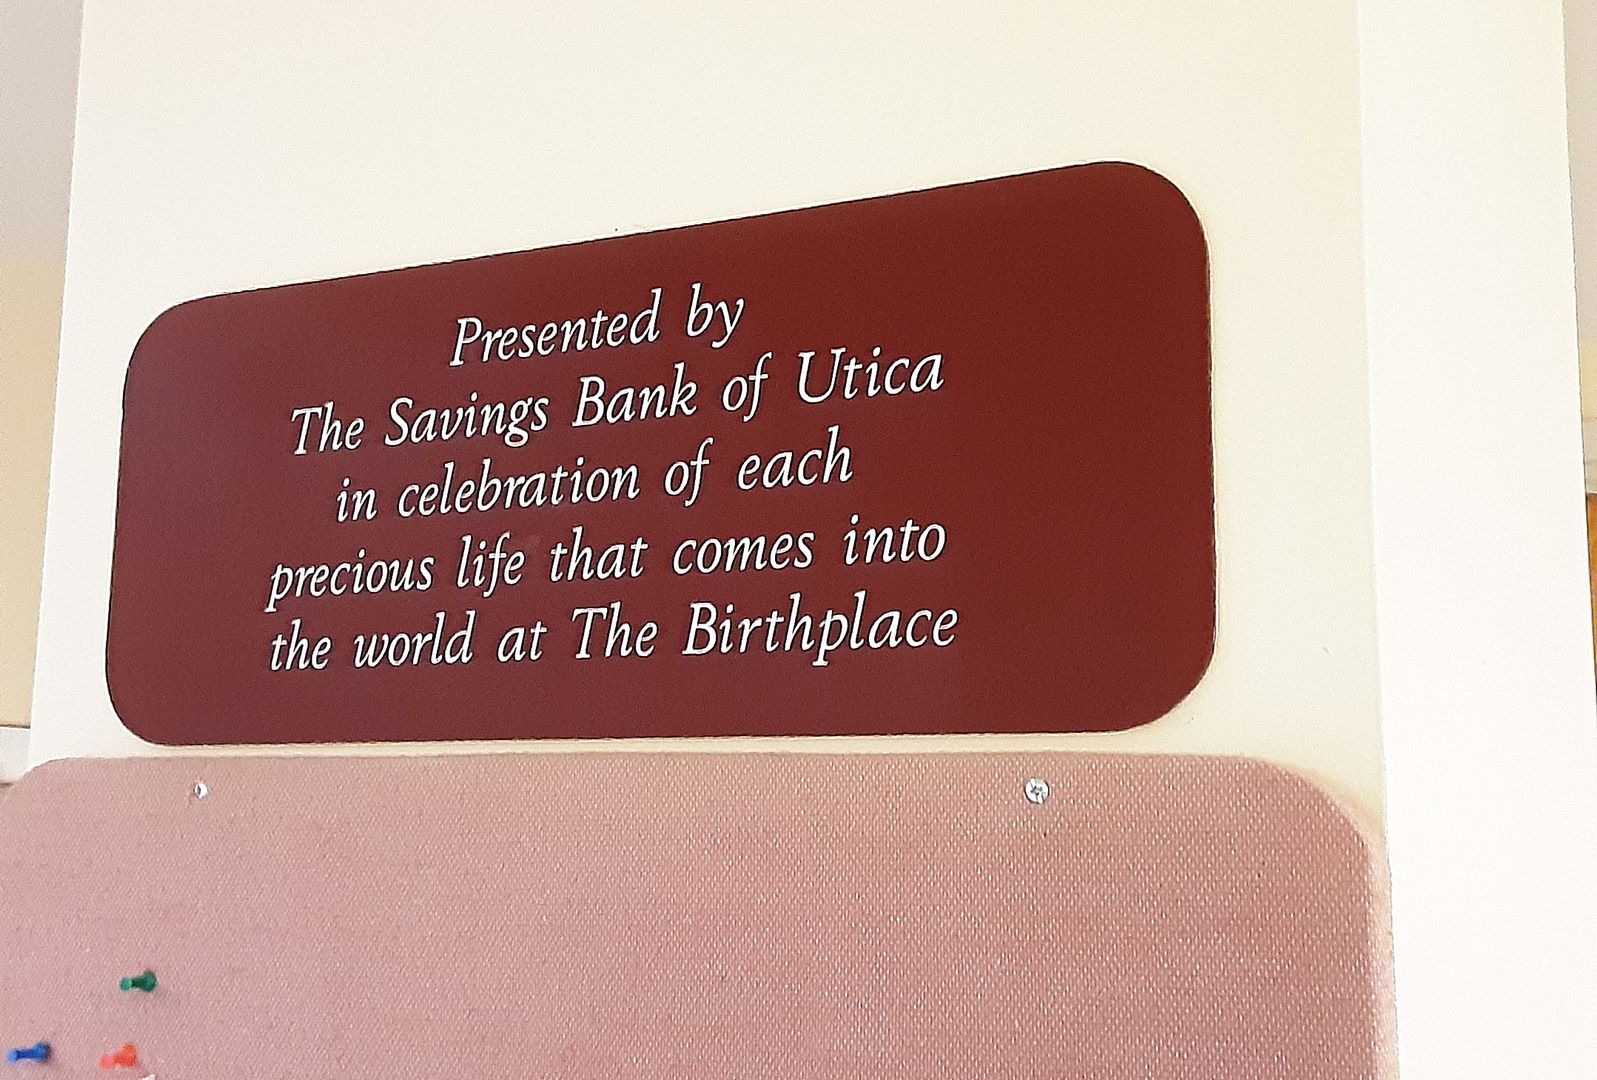 Presented by
The Savings Bank of Utica
in celebration of each
precious life that comes into
the world at The Birthplace